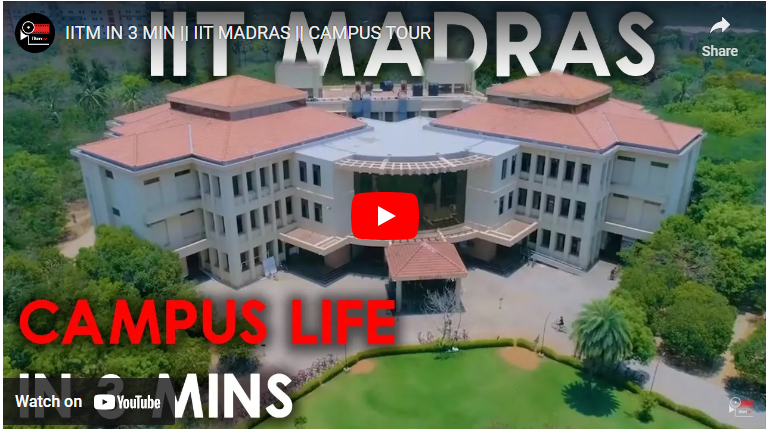 IITM IN 3 MIN || IIT MADRAS || CAMPUS TOUR
IIT MADRAS
Share
CAMPUS LIFE
IN 3 MINS
Watch on YouTube